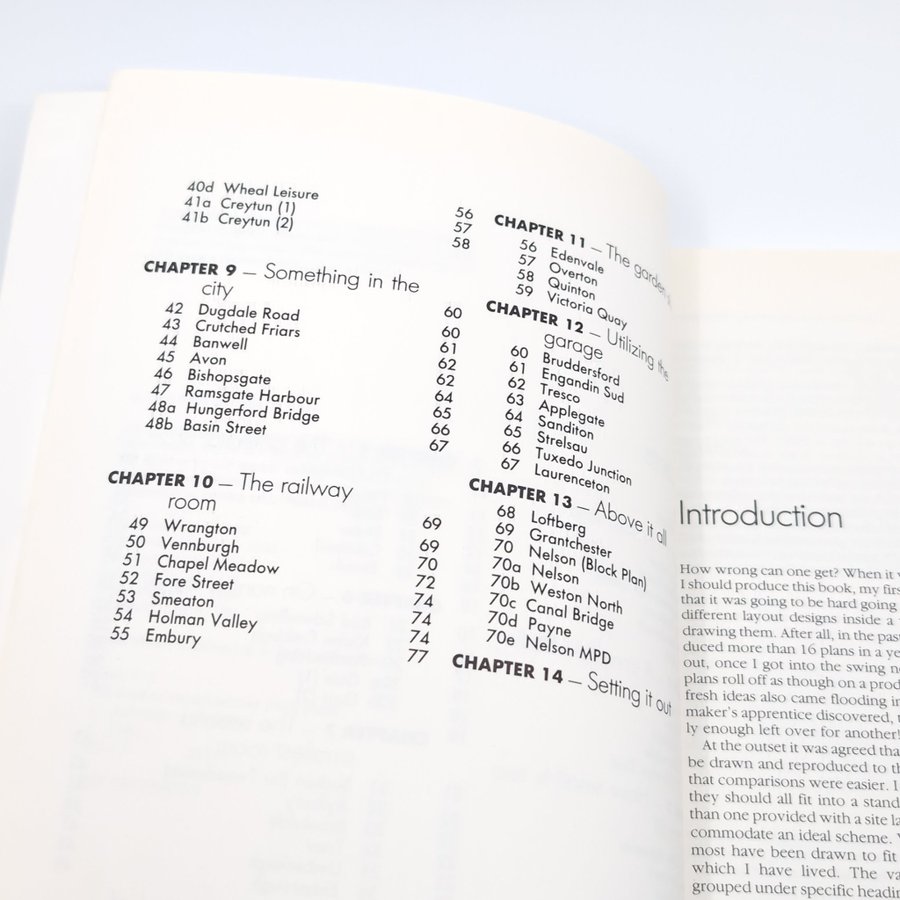 40d Wheal Leisure 56
41a Creytun (1) 57
41b Creytun (2) 58
CHAPTER 9 – Something in the
city 60
42 Dugdale Road 60
43 Crutched Friars 61
44 Banwell 62
45 Avon 62
46 Bishopsgate 64
47 Ramsgate Harbour 65
48a Hungerford Bridge 66
48b Basin Street 67
CHAPTER 10 – The railway
room 69
49 Wrangton 69
50 Vennburgh 70
51 Chapel Meadow 72
52 Fore Street 74
53 Smeaton 74
54 Holman Valley 74
55 Embury 77
CHAPTER 11 – The garden
56 Edenvale
57 Overton
58 Quinton
59 Victoria Quay
CHAPTER 12 – Utilizing the
garage
60 Bruddersford
61 Engandin Sud
62 Tresco
63 Applegate
64 Sanditon
65 Strelsau
66 Tuxedo Junction
67 Laurenceton
CHAPTER 13 – Above it all
68 Loftberg
69 Grantchester
70 Nelson (Block Plan)
70a Nelson
70b Weston North
70c Canal Bridge
70d Payne
70e Nelson MPD
CHAPTER 14 – Setting it out
Introduction
How wrong can one get? When it
I should produce this book, my firs
that it was going to be hard going
different layout designs inside a
drawing them. After all, in the past
duced more than 16 plans in a ye
out, once I got into the swing
plans roll off as though on a prod
fresh ideas also came flooding in
maker's apprentice discovered,
ly enough left over for another!
At the outset it was agreed tha
be drawn and reproduced to th
that comparisons were easier. I
they should all fit into a stand
than one provided with a site la
commodate an ideal scheme.
most have been drawn to fit
which I have lived. The va
grouped under specific headin